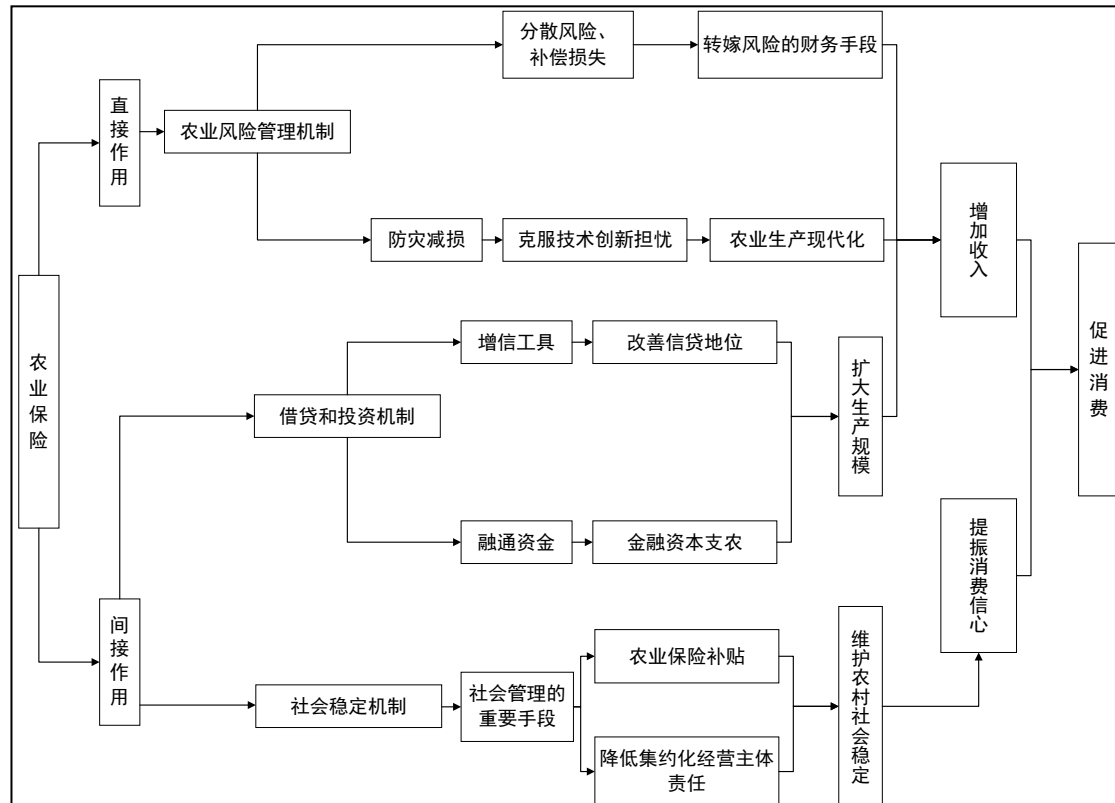 分散风险、
补偿损失
转嫁风险的财务手段
直接作用
农业风险管理机制
防灾减损
克服技术创新担忧
农业生产现代化
增加收入
农业保险
增信工具
改善信贷地位
借贷和投资机制
扩大生产规模
促进消费
融通资金
金融资本支农
提振消费信心
间接作用
社会稳定机制
社会管理的
重要手段
农业保险补贴
维护农村社会稳定
降低集约化经营主体
责任